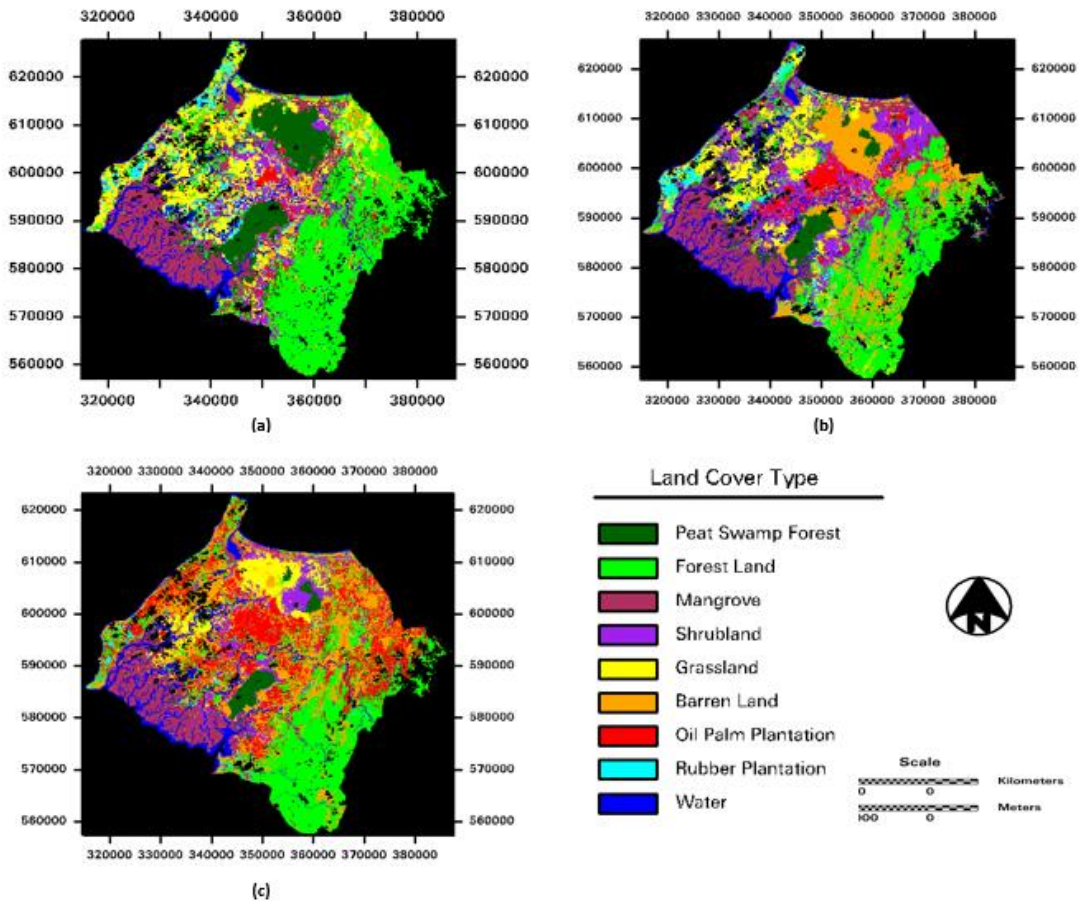 320000 340000 360000 380000
320000 330000 340000 350000 360000 370000 380000
620000 620000
610000 610000
600000 600000
590000 590000
580000 580000
570000 570000
560000 560000
320000 340000 360000 380000
(a)
620000 620000
610000 610000
600000 600000
590000 590000
580000 580000
570000 570000
560000 560000
320000 330000 340000 350000 360000 370000 380000
(b)
320000 330000 340000 350000 360000 370000 380000
620000 620000
610000 610000
600000 600000
590000 590000
580000 580000
570000 570000
560000 560000
320000 330000 340000 350000 360000 370000 380000
(c)
Land Cover Type
Peat Swamp Forest
Forest Land
Mangrove
Shrubland
Grassland
Barren Land
Oil Palm Plantation
Rubber Plantation
Water
N
Scale
Kilometers
0 0
Meters
000 0